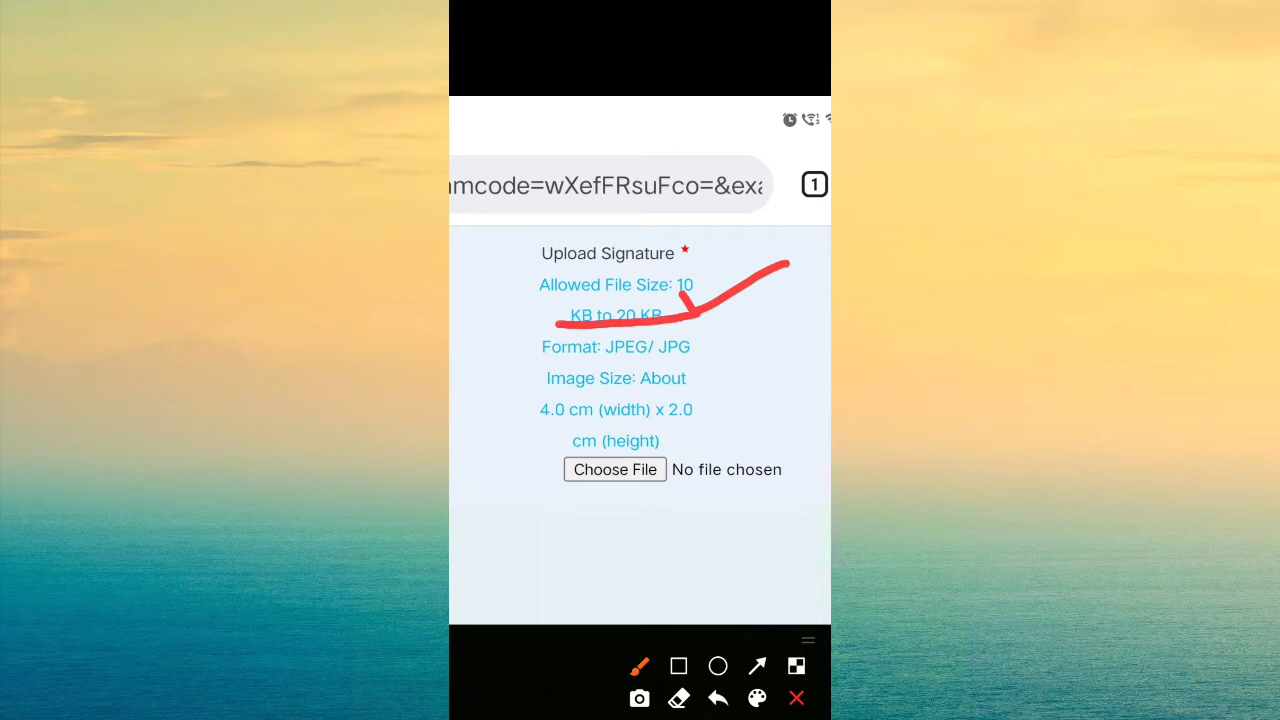 amcode=wXefFRsuFco=&exa
1
Upload Signature *
Allowed File Size: 10
KB to 20 KB
Format: JPEG/ JPG
Image Size: About
4.0 cm (width) x 2.0
cm (height)
Choose File No file chosen